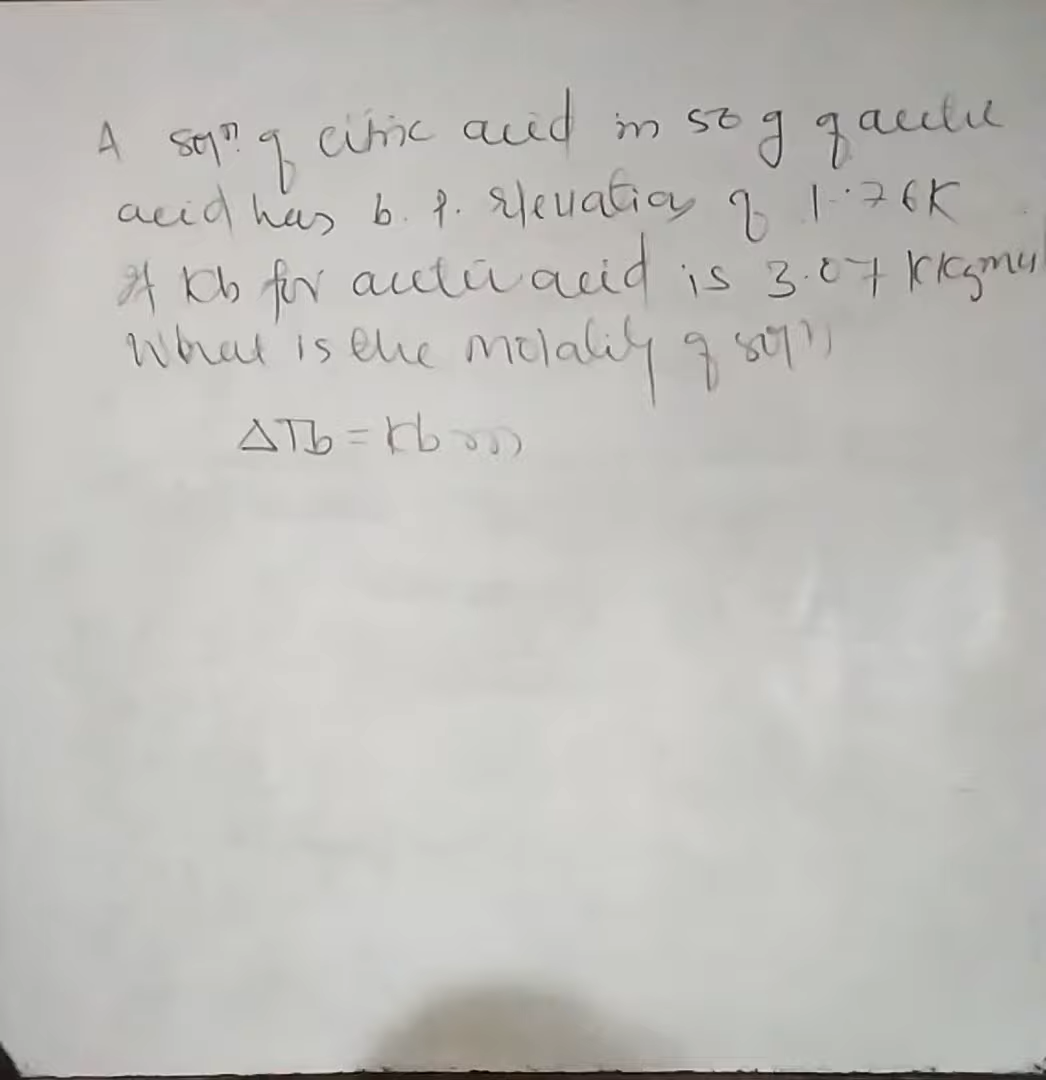 A solⁿ of citric acid in 50 g of acetic
acid has b.p. elevation of 1.76K
If Kb for acetic acid is 3.07 K Kg mol
What is the molality of solⁿ
ΔTb = Kb m